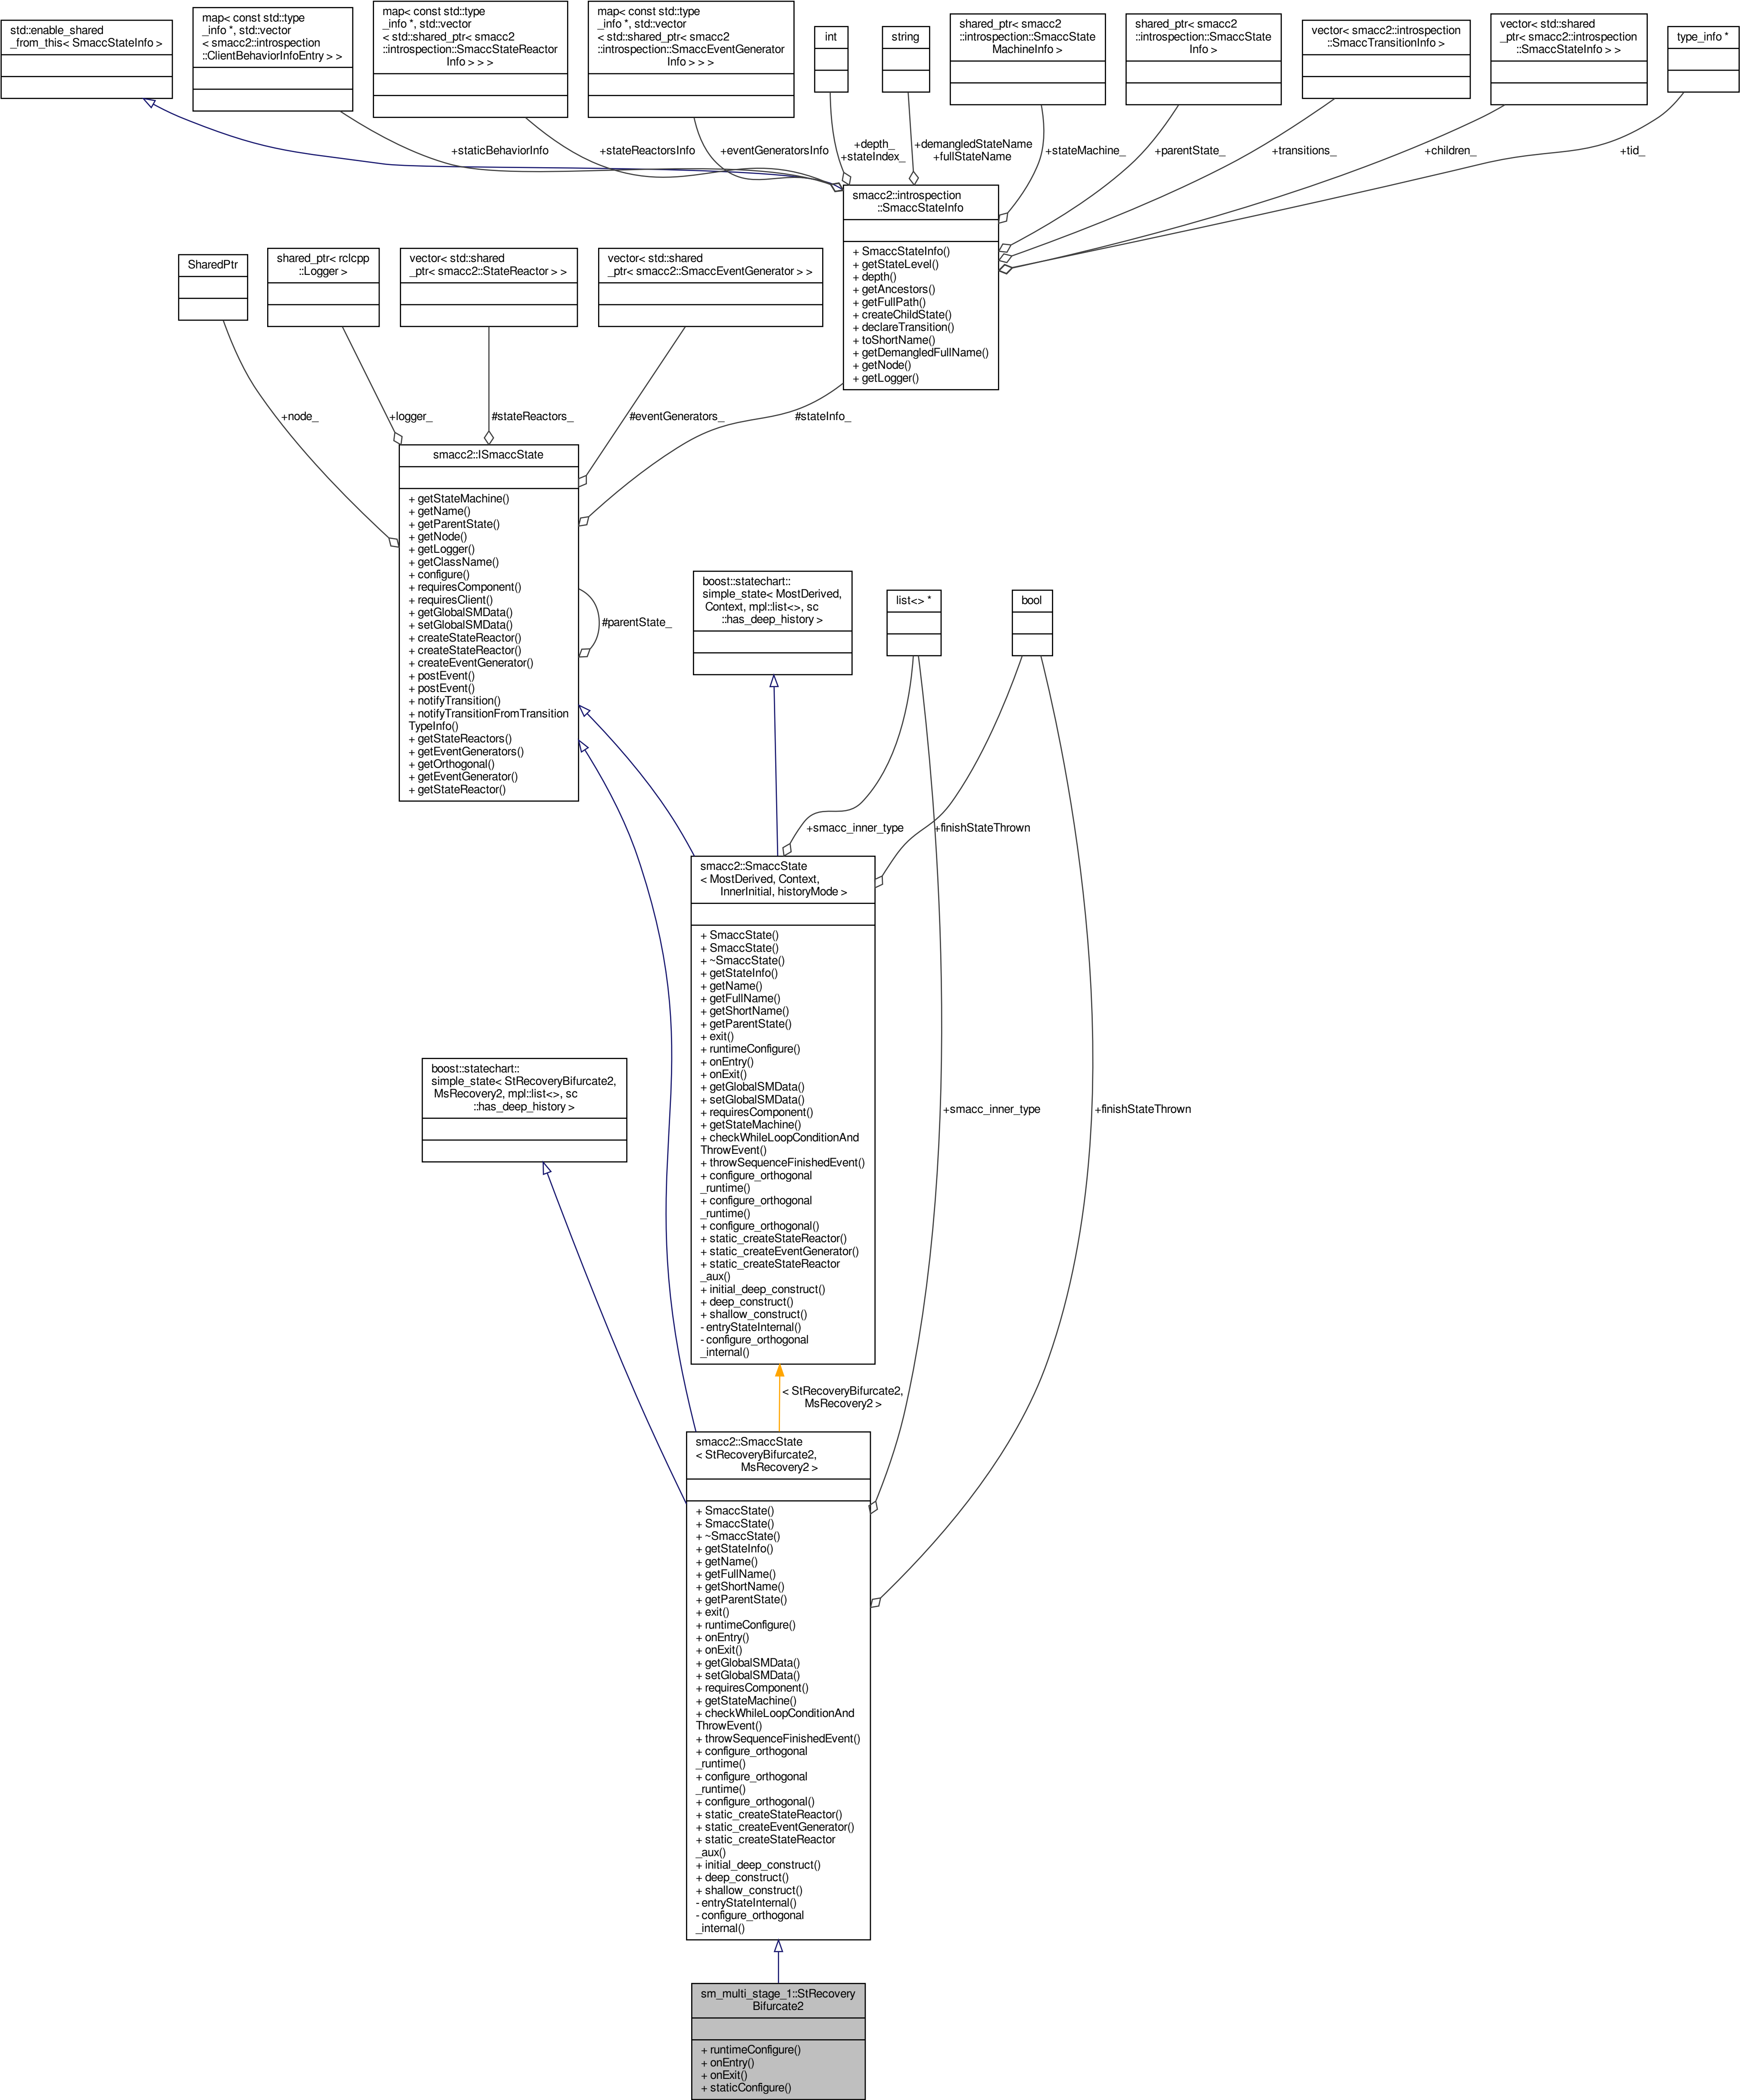 std::enable_shared
_from_this< SmaccStateInfo >
map< const std::type
_info *, std::vector
< smacc2::introspection
::ClientBehaviorInfoEntry > >
map< const std::type
_info *, std::vector
< std::shared_ptr< smacc2
::introspection::SmaccStateReactor
Info > > >
map< const std::type
_info *, std::vector
< std::shared_ptr< smacc2
::introspection::SmaccEventGenerator
Info > > >
int
string
shared_ptr< smacc2
::introspection::SmaccState
MachineInfo >
shared_ptr< smacc2
::introspection::SmaccState
Info >
vector< smacc2::introspection
::SmaccTransitionInfo >
vector< std::shared
_ptr< smacc2::introspection
::SmaccStateInfo > >
type_info *
+staticBehaviorInfo
+stateReactorsInfo
+eventGeneratorsInfo
+depth_
+stateIndex_
+demangledStateName
+fullStateName
+stateMachine_
+parentState_
+transitions_
+children_
+tid_
smacc2::introspection
::SmaccStateInfo
+ SmaccStateInfo()
+ getStateLevel()
+ depth()
+ getAncestors()
+ getFullPath()
+ createChildState()
+ declareTransition()
+ toShortName()
+ getDemangledFullName()
+ getNode()
+ getLogger()
SharedPtr
shared_ptr< rclcpp
::Logger >
vector< std::shared
_ptr< smacc2::StateReactor > >
vector< std::shared
_ptr< smacc2::SmaccEventGenerator > >
+node_
+logger_
#stateReactors_
#eventGenerators_
#stateInfo_
smacc2::ISmaccState
+ getStateMachine()
+ getName()
+ getParentState()
+ getNode()
+ getLogger()
+ getClassName()
+ configure()
+ requiresComponent()
+ requiresClient()
+ getGlobalSMData()
+ setGlobalSMData()
+ createStateReactor()
+ createStateReactor()
+ createEventGenerator()
+ postEvent()
+ postEvent()
+ notifyTransition()
+ notifyTransitionFromTransition
TypeInfo()
+ getStateReactors()
+ getEventGenerators()
+ getOrthogonal()
+ getEventGenerator()
+ getStateReactor()
#parentState_
boost::statechart::
simple_state< MostDerived,
Context, mpl::list<>, sc
::has_deep_history >
list<> *
bool
+smacc_inner_type
+finishStateThrown
smacc2::SmaccState
< MostDerived, Context,
InnerInitial, historyMode >
+ SmaccState()
+ SmaccState()
+ ~SmaccState()
+ getStateInfo()
+ getName()
+ getFullName()
+ getShortName()
+ getParentState()
+ exit()
+ runtimeConfigure()
+ onEntry()
+ onExit()
+ getGlobalSMData()
+ setGlobalSMData()
+ requiresComponent()
+ getStateMachine()
+ checkWhileLoopConditionAnd
ThrowEvent()
+ throwSequenceFinishedEvent()
+ configure_orthogonal
_runtime()
+ configure_orthogonal
_runtime()
+ configure_orthogonal()
+ static_createStateReactor()
+ static_createEventGenerator()
+ static_createStateReactor
_aux()
+ initial_deep_construct()
+ deep_construct()
+ shallow_construct()
- entryStateInternal()
- configure_orthogonal
_internal()
boost::statechart::
simple_state< StRecoveryBifurcate2,
MsRecovery2, mpl::list<>, sc
::has_deep_history >
+smacc_inner_type
+finishStateThrown
< StRecoveryBifurcate2,
MsRecovery2 >
smacc2::SmaccState
< StRecoveryBifurcate2,
MsRecovery2 >
+ SmaccState()
+ SmaccState()
+ ~SmaccState()
+ getStateInfo()
+ getName()
+ getFullName()
+ getShortName()
+ getParentState()
+ exit()
+ runtimeConfigure()
+ onEntry()
+ onExit()
+ getGlobalSMData()
+ setGlobalSMData()
+ requiresComponent()
+ getStateMachine()
+ checkWhileLoopConditionAnd
ThrowEvent()
+ throwSequenceFinishedEvent()
+ configure_orthogonal
_runtime()
+ configure_orthogonal
_runtime()
+ configure_orthogonal()
+ static_createStateReactor()
+ static_createEventGenerator()
+ static_createStateReactor
_aux()
+ initial_deep_construct()
+ deep_construct()
+ shallow_construct()
- entryStateInternal()
- configure_orthogonal
_internal()
sm_multi_stage_1::StRecovery
Bifurcate2
+ runtimeConfigure()
+ onEntry()
+ onExit()
+ staticConfigure()